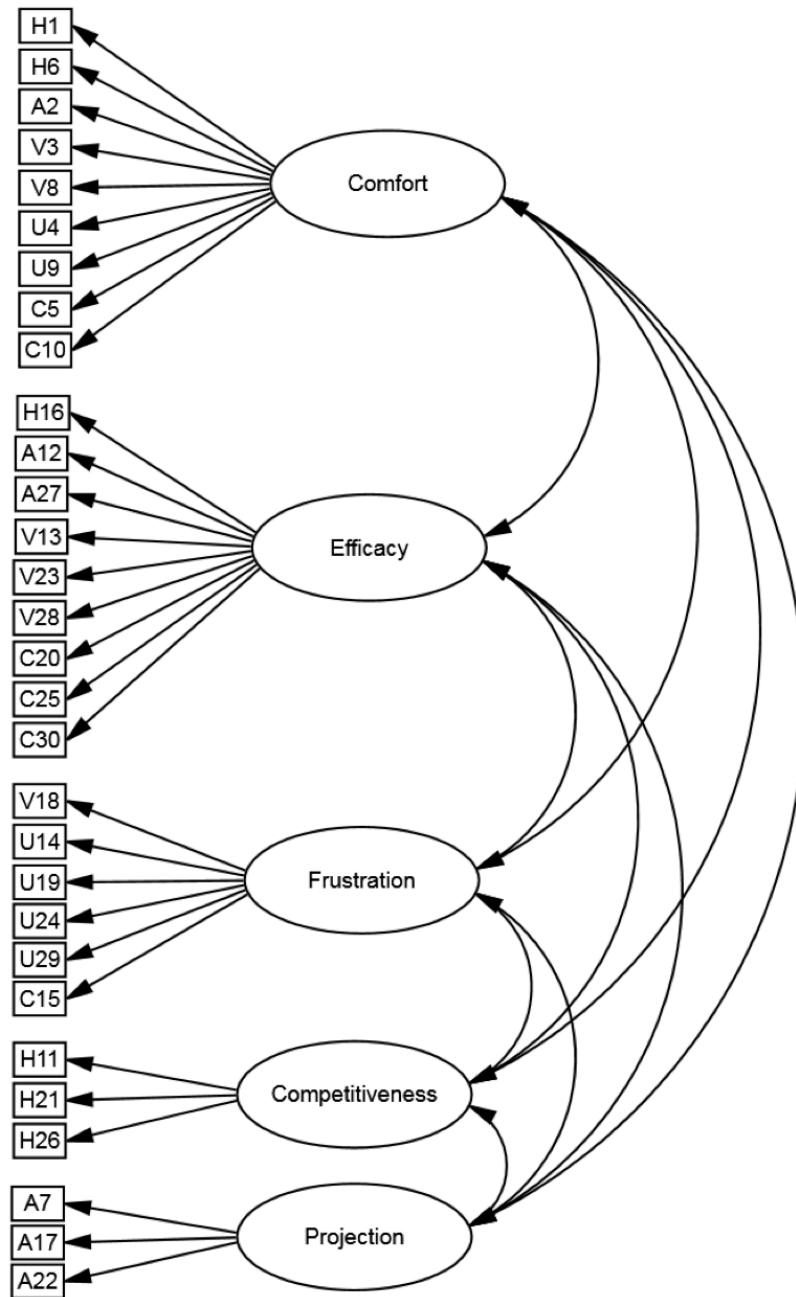 H1
H6
A2
V3
V8
U4
U9
C5
C10
Comfort
H16
A12
A27
V13
V23
V28
C20
C25
C30
Efficacy
V18
U14
U19
U24
U29
C15
Frustration
H11
H21
H26
Competitiveness
A7
A17
A22
Projection